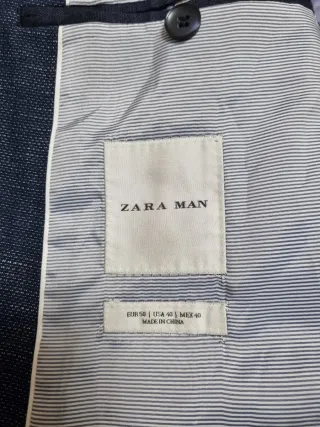 ZARA MAN
EUR 50 | USA 40 | MEX 40
MADE IN CHINA